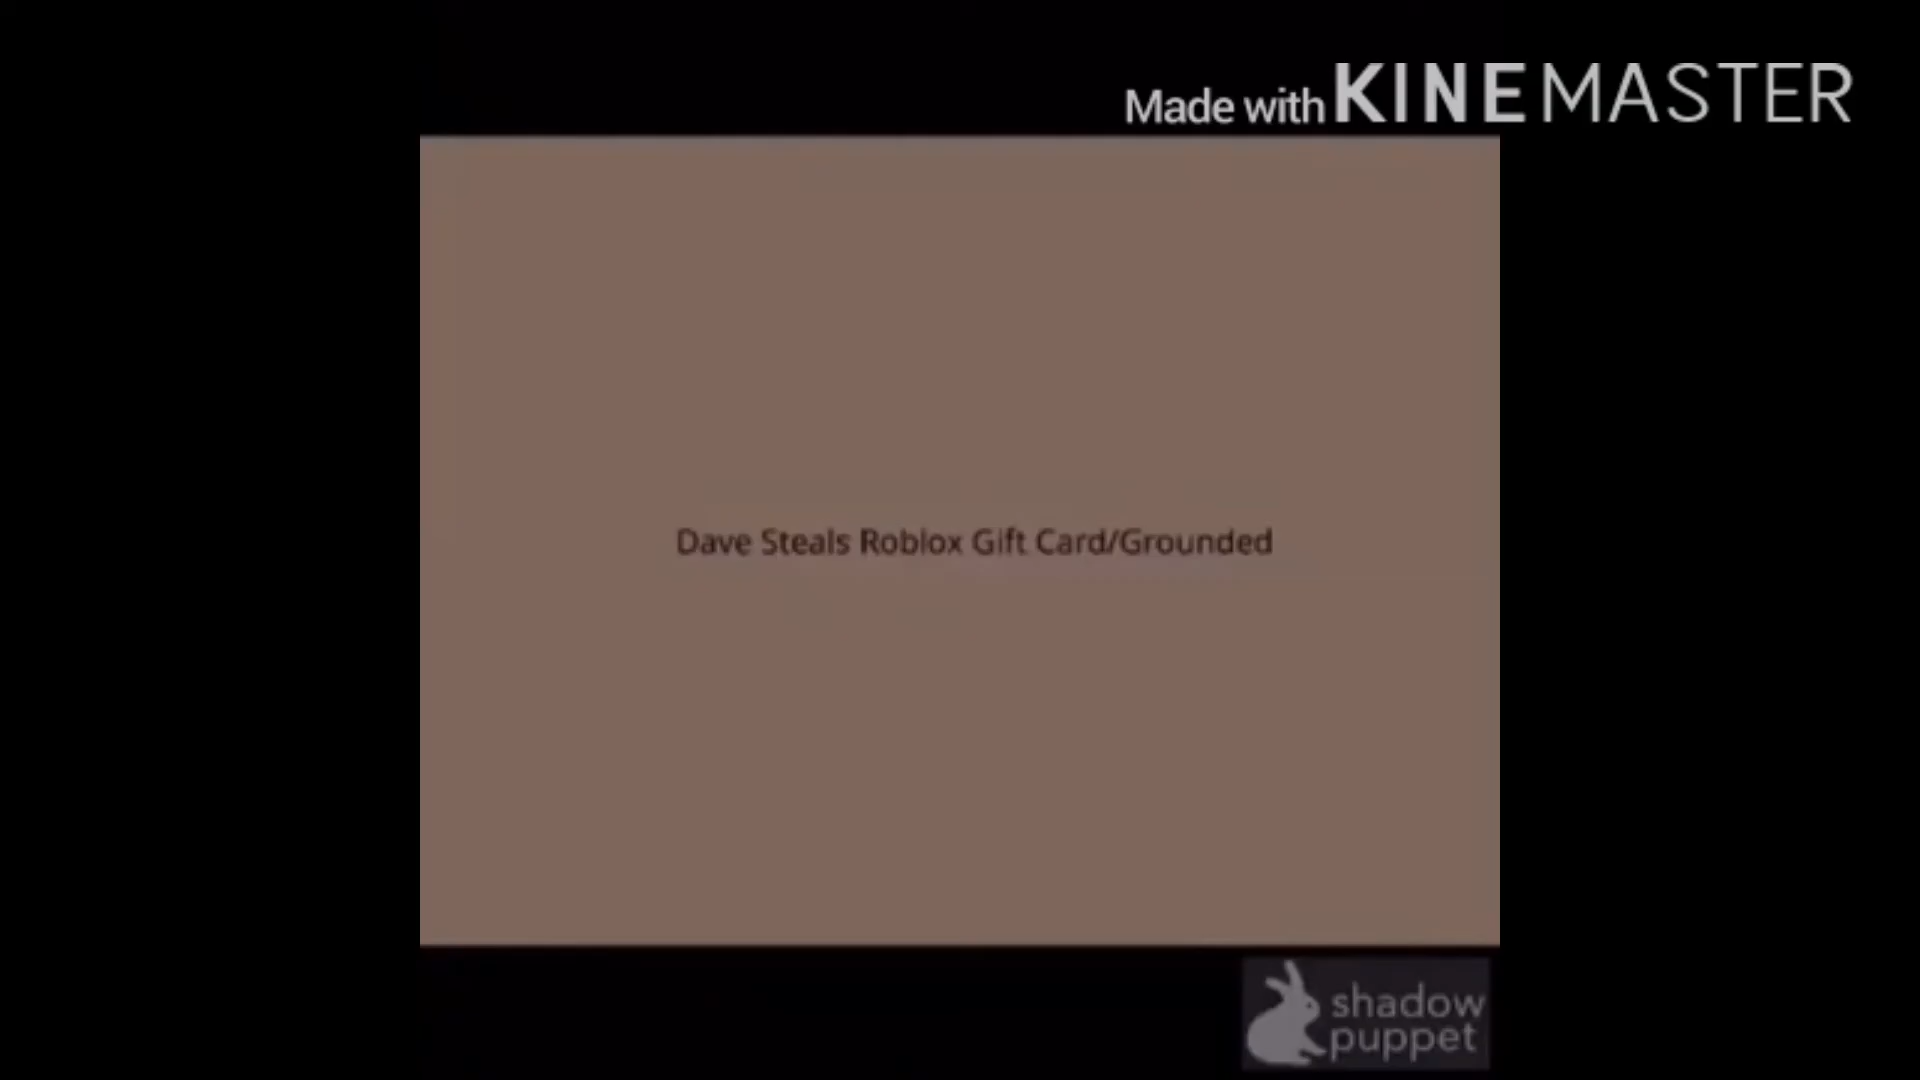 Made with KINEMASTER
Dave Steals Roblox Gift Card/Grounded
shadow
puppet